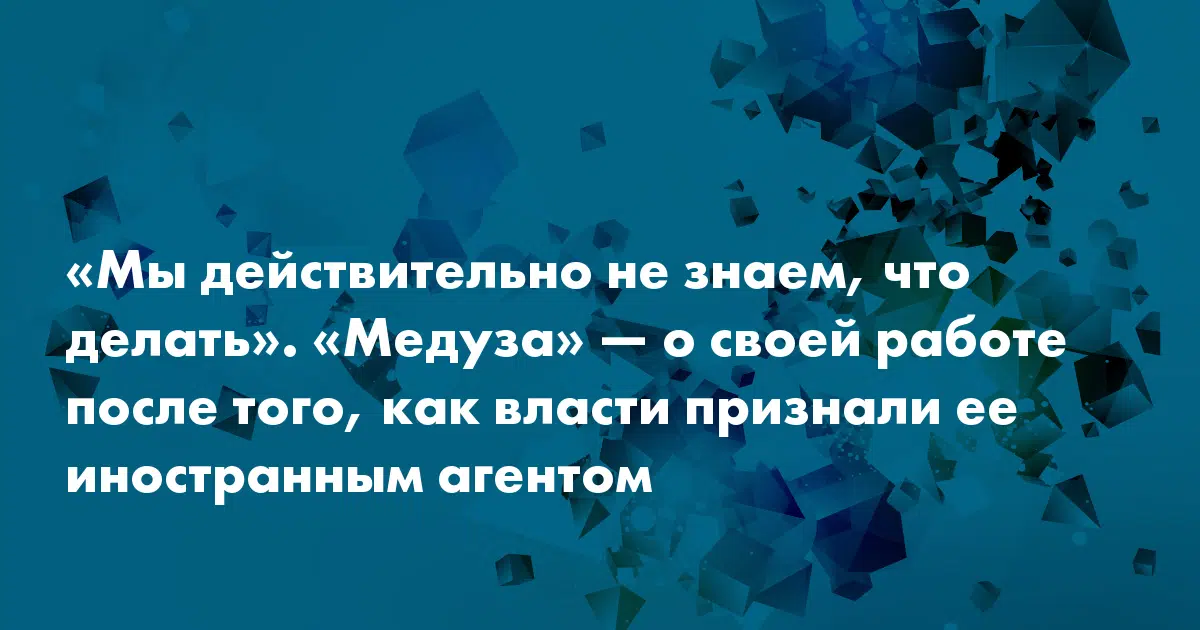 «Мы действительно не знаем, что
делать». «Медуза» — о своей работе
после того, как власти признали ее
иностранным агентом